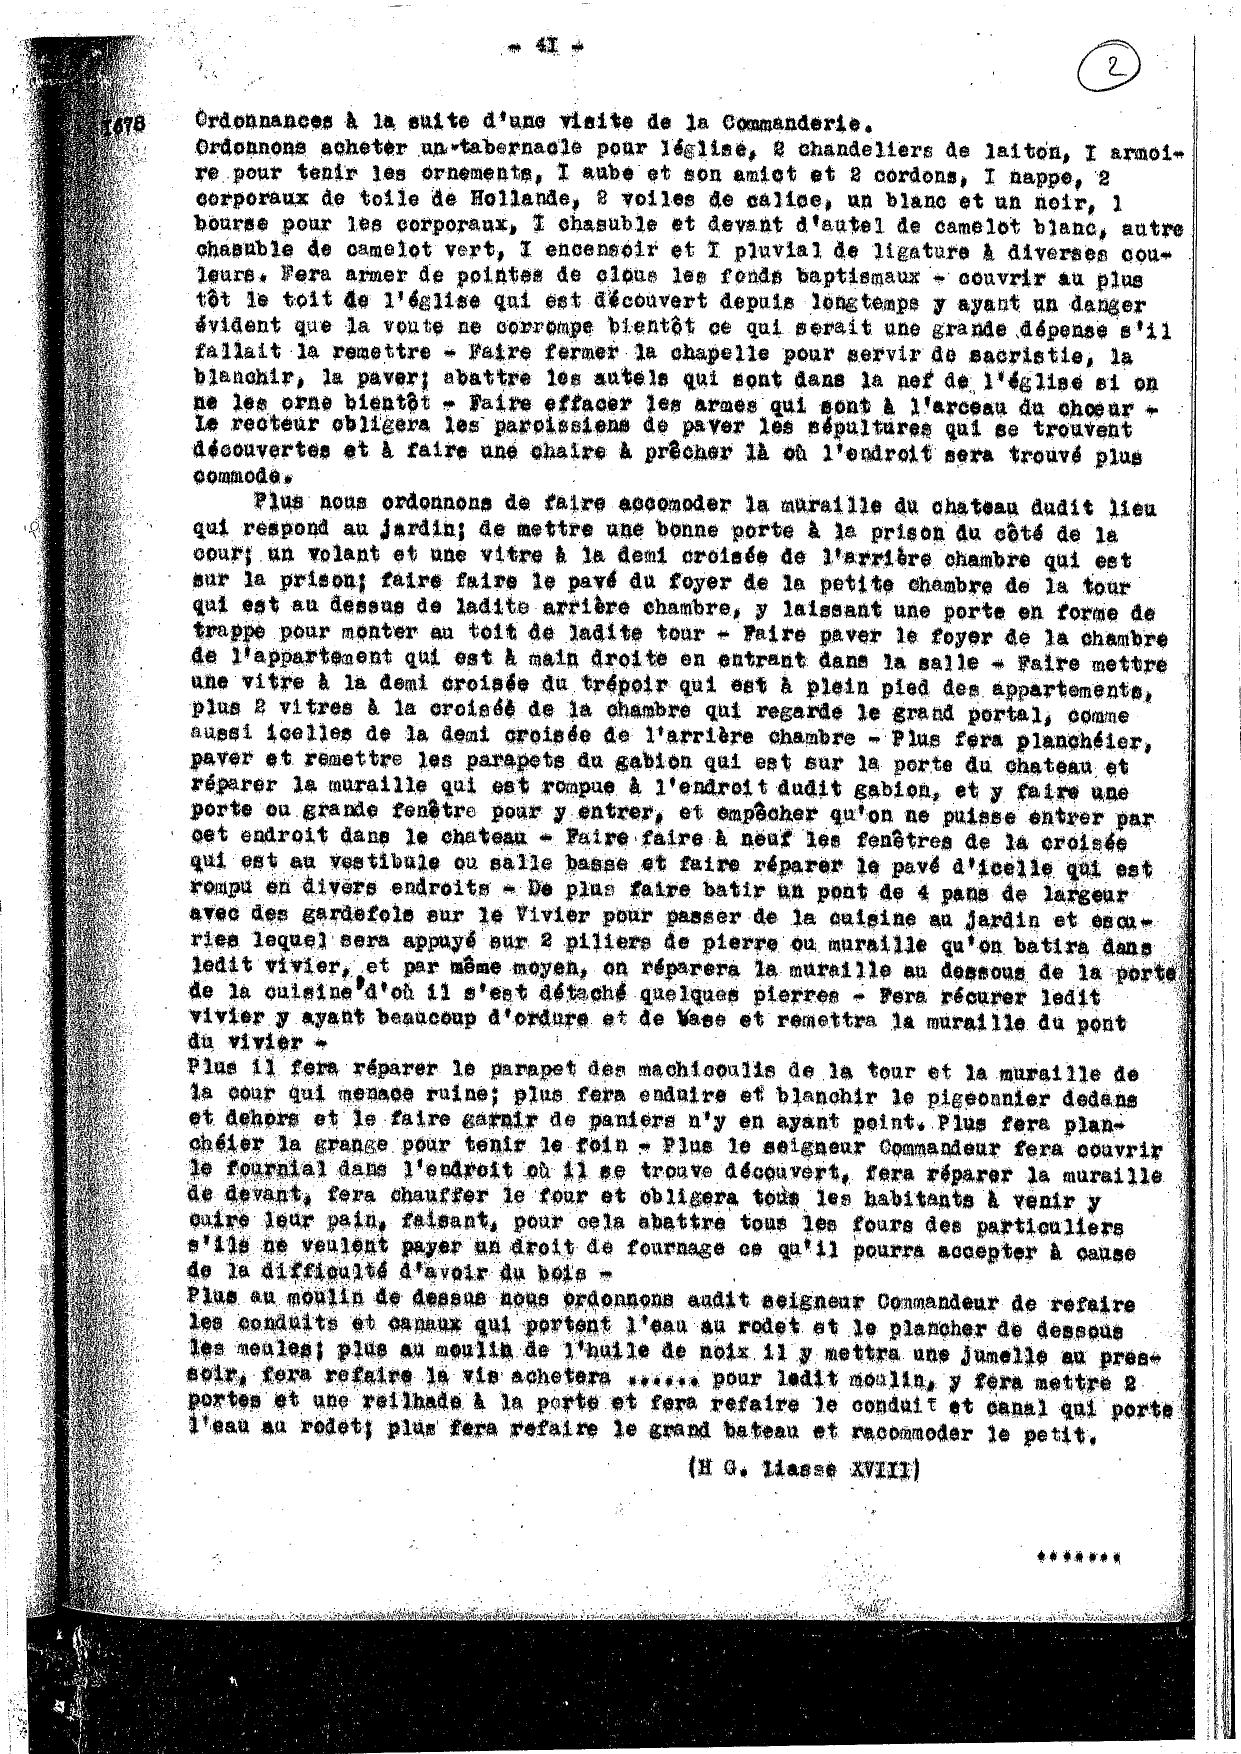 - 4I -
2
I678
Ordonnances à la suite d'une visite de la Commanderie.
Ordonnons acheter un tabernacle pour léglise, 2 chandeliers de laiton, I armoi-
re pour tenir les ornements, I aube et son amict et 2 cordons, I nappe, 2
corporaux de toile de Hollande, 2 voiles de calice, un blanc et un noir, 1
bourse pour les corporaux, I chasuble et devant d'autel de camelot blanc, autre
chasuble de camelot vert, I encensoir et I pluvial de ligature à diverses cou-
leurs. Fera armer de pointes de clous les fonds baptismaux - couvrir au plus
tôt le toit de l'église qui est découvert depuis longtemps y ayant un danger
évident que la voute ne corrompe bientôt ce qui serait une grande dépense s'il
fallait la remettre - Faire fermer la chapelle pour servir de sacristie, la
blanchir, la paver; abattre les autels qui sont dans la nef de l'église si on
ne les orne bientôt - Faire effacer les armes qui sont à l'arceau du chœur -
Le recteur obligera les paroissiens de paver les sépultures qui se trouvent
découvertes et à faire une chaire à prêcher là où l'endroit sera trouvé plus
commode.
Plus nous ordonnons de faire accomoder la muraille du chateau dudit lieu
qui respond au jardin; de mettre une bonne porte à la prison du côté de la
cour; un volant et une vitre à la demi croisée de l'arrière chambre qui est
sur la prison; faire faire le pavé du foyer de la petite chambre de la tour
qui est au dessus de ladite arrière chambre, y laissant une porte en forme de
trappe pour monter au toit de ladite tour - Faire paver le foyer de la chambre
de l'appartement qui est à main droite en entrant dans la salle - Faire mettre
une vitre à la demi croisée du trépoir qui est à plein pied des appartements,
plus 2 vitres à la croiséé de la chambre qui regarde le grand portal, comme
aussi icelles de la demi croisée de l'arrière chambre - Plus fera planchéier,
paver et remettre les parapets du gabion qui est sur la porte du chateau et
réparer la muraille qui est rompue à l'endroit dudit gabion, et y faire une
porte ou grande fenêtre pour y entrer, et empêcher qu'on ne puisse entrer par
cet endroit dans le chateau - Faire faire à neuf les fenêtres de la croisée
qui est au vestibule ou salle basse et faire réparer le pavé d'icelle qui est
rompu en divers endroits - De plus faire batir un pont de 4 pans de largeur
avec des gardefols sur le Vivier pour passer de la cuisine au jardin et escu-
ries lequel sera appuyé sur 2 piliers de pierre ou muraille qu'on batira dans
ledit vivier, et par même moyen, on réparera la muraille au dessous de la porte
de la cuisine d'où il s'est détaché quelques pierres - Fera récurer ledit
vivier y ayant beaucoup d'ordure et de Vase et remettra la muraille du pont
du vivier -
Plus il fera réparer le parapet des machicoulis de la tour et la muraille de
la cour qui menace ruine; plus fera enduire et blanchir le pigeonnier dedans
et dehors et le faire garnir de paniers n'y en ayant point. Plus fera plan-
chéier la grange pour tenir le foin - Plus le seigneur Commandeur fera couvrir
le fournial dans l'endroit où il se trouve découvert, fera réparer la muraille
de devant, fera chauffer le four et obligera tous les habitants à venir y
cuire leur pain, faisant, pour cela abattre tous les fours des particuliers
s'ils ne veulent payer un droit de fournage ce qu'il pourra accepter à cause
de la difficulté d'avoir du bois -
Plus au moulin de dessus nous ordonnons audit seigneur Commandeur de refaire
les conduits et canaux qui portent l'eau au rodet et le plancher de dessous
les meules; plus au moulin de l'huile de noix il y mettra une jumelle au pres-
soir, fera refaire la vis achetera ...... pour ledit moulin, y fera mettre 2
portes et une reilhade à la porte et fera refaire le conduit et canal qui porte
l'eau au rodet; plus fera refaire le grand bateau et racommoder le petit.
(H G. liasse XVIII)
*******